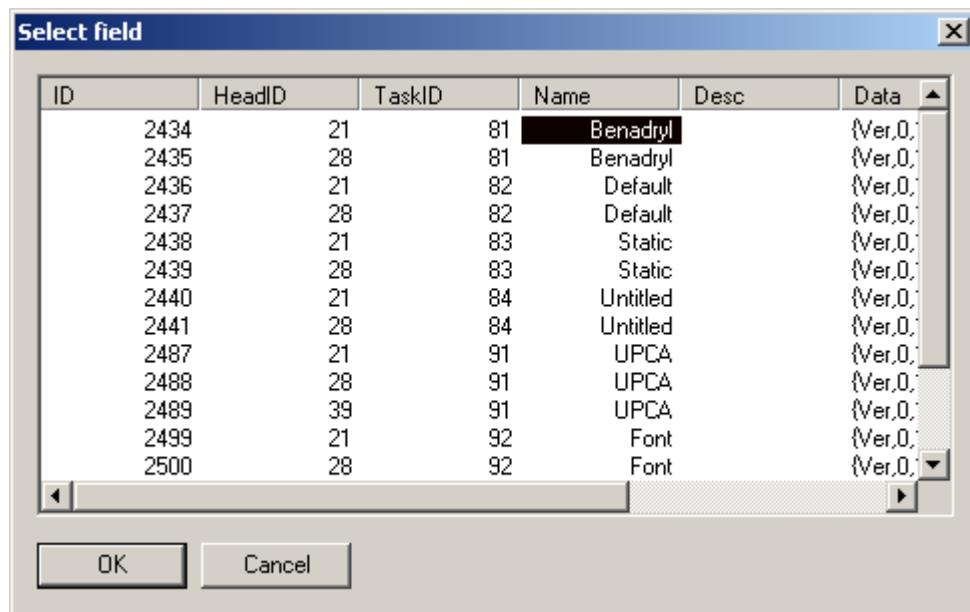 Select field
ID HeadID TaskID Name Desc Data
2434 21 81 Benadryl {Ver,0,
2435 28 81 Benadryl {Ver,0,
2436 21 82 Default {Ver,0,
2437 28 82 Default {Ver,0,
2438 21 83 Static {Ver,0,
2439 28 83 Static {Ver,0,
2440 21 84 Untitled {Ver,0,
2441 28 84 Untitled {Ver,0,
2487 21 91 UPCA {Ver,0,
2488 28 91 UPCA {Ver,0,
2489 39 91 UPCA {Ver,0,
2499 21 92 Font {Ver,0,
2500 28 92 Font {Ver,0,
OK Cancel